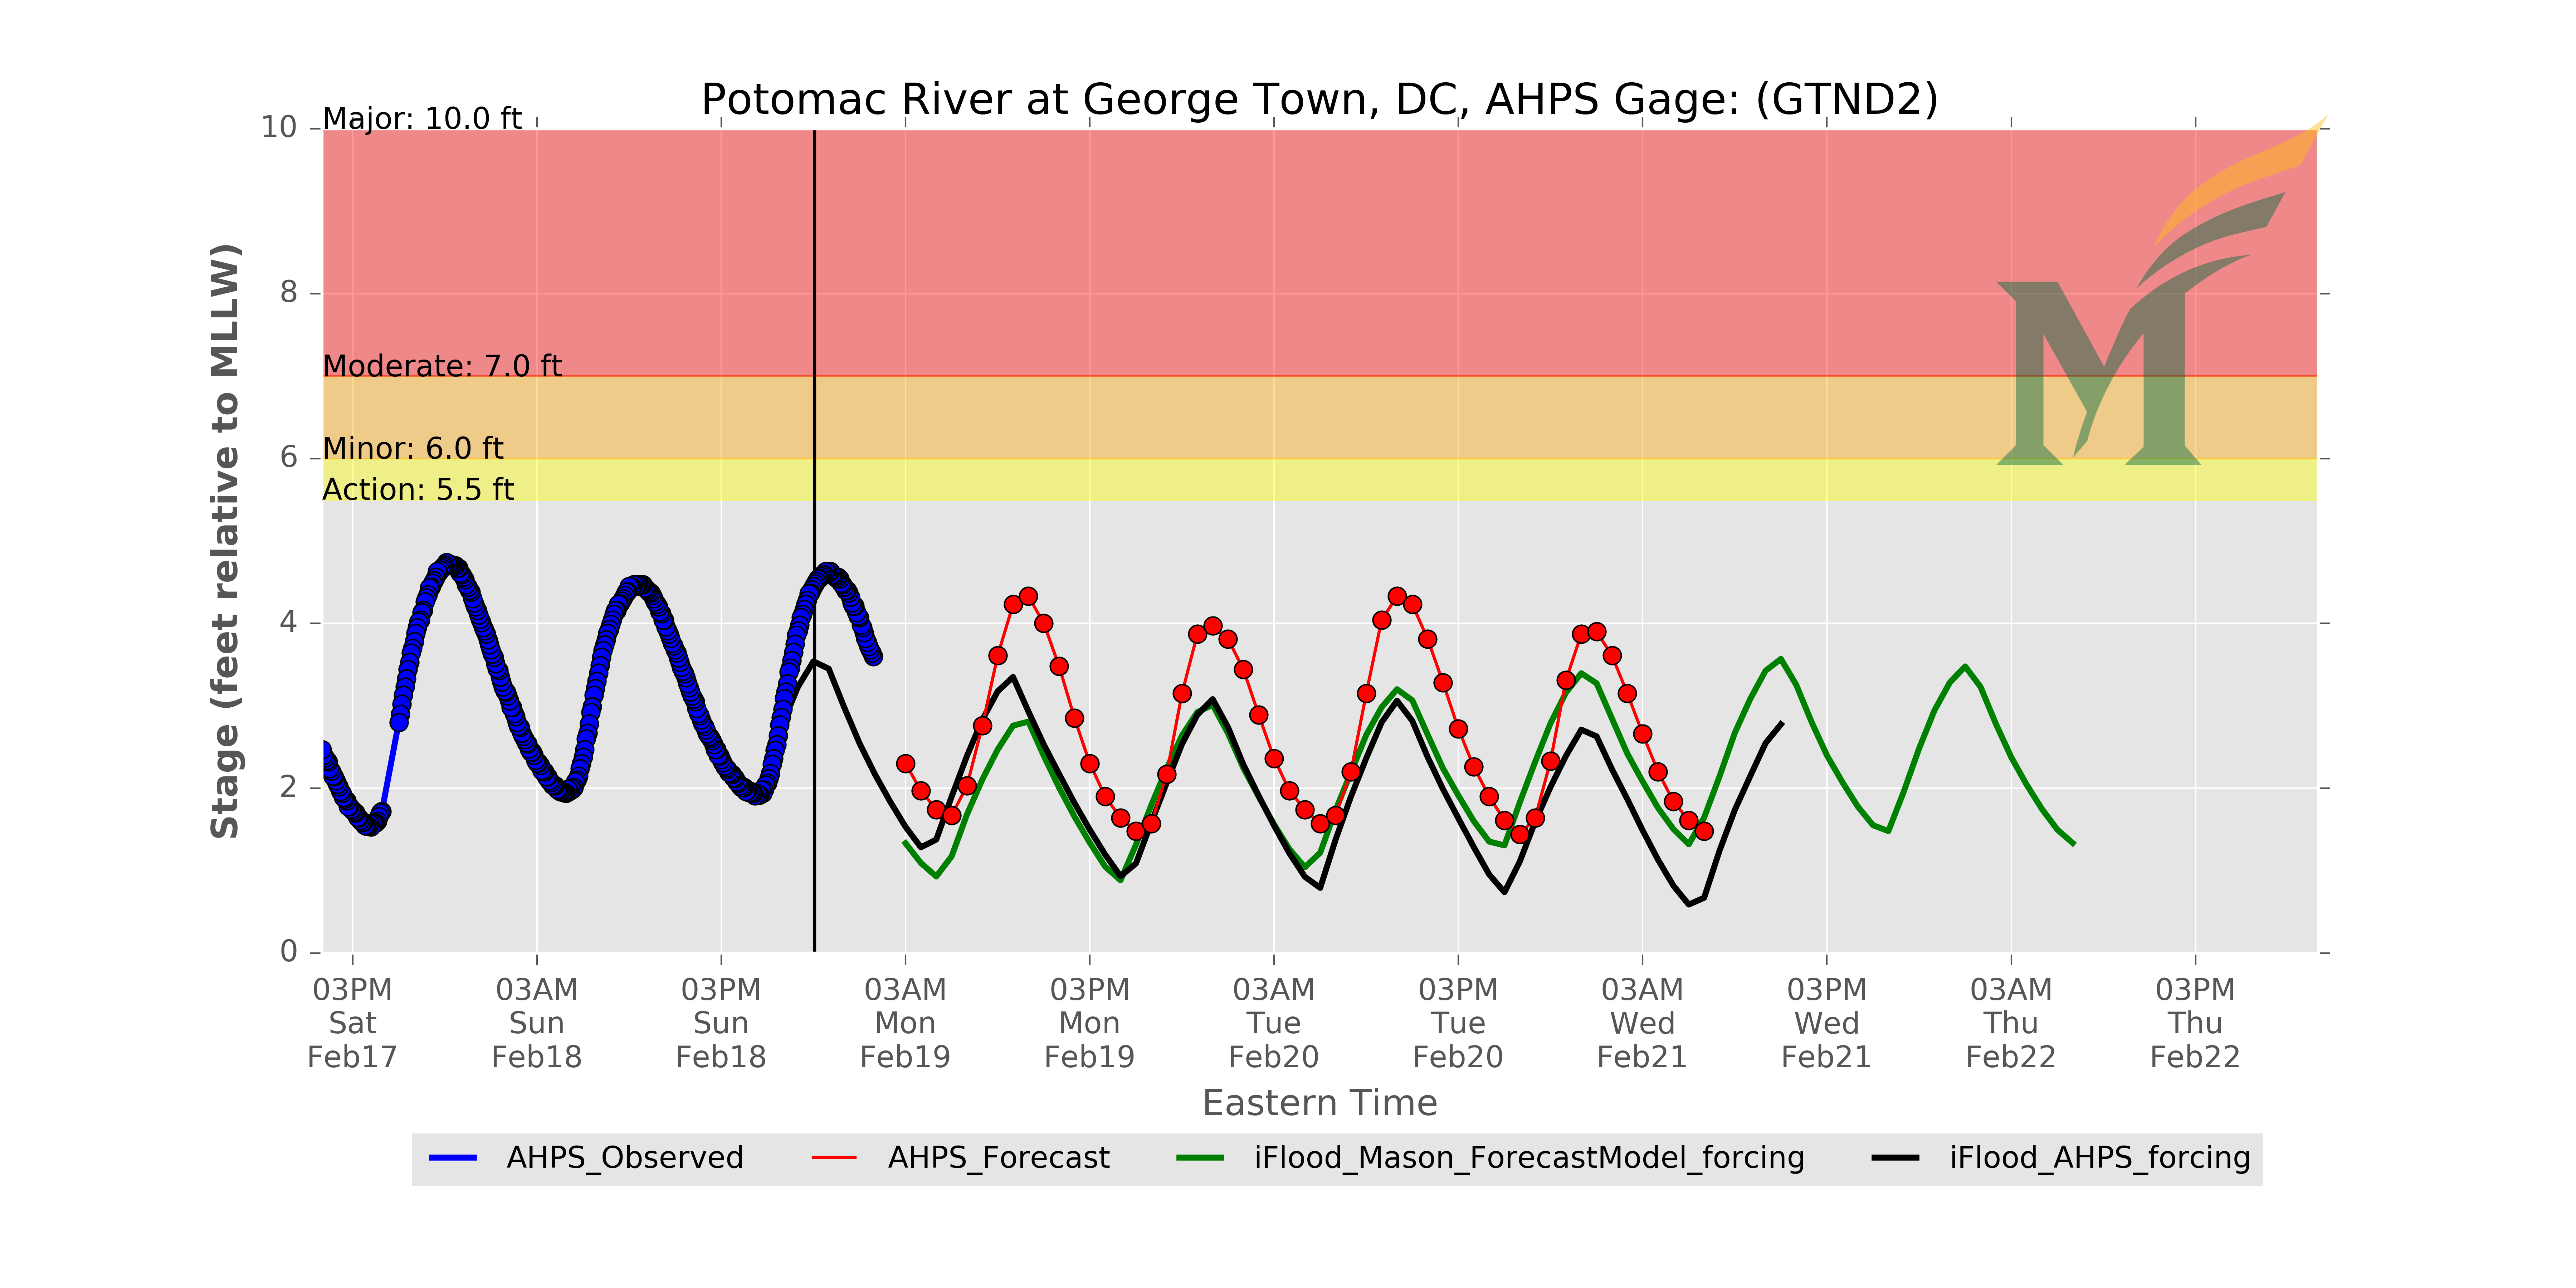 Potomac River at George Town, DC, AHPS Gage: (GTND2)
Major: 10.0 ft
Moderate: 7.0 ft
Minor: 6.0 ft
Action: 5.5 ft
Stage (feet relative to MLLW)
10
8
6
4
2
0
03PM 03AM 03PM 03AM 03PM 03AM 03PM 03AM 03PM 03AM 03PM
Sat Sun Sun Mon Mon Tue Tue Wed Wed Thu Thu
Feb17 Feb18 Feb18 Feb19 Feb19 Feb20 Feb20 Feb21 Feb21 Feb22 Feb22
Eastern Time
AHPS_Observed AHPS_Forecast iFlood_Mason_ForecastModel_forcing iFlood_AHPS_forcing
M